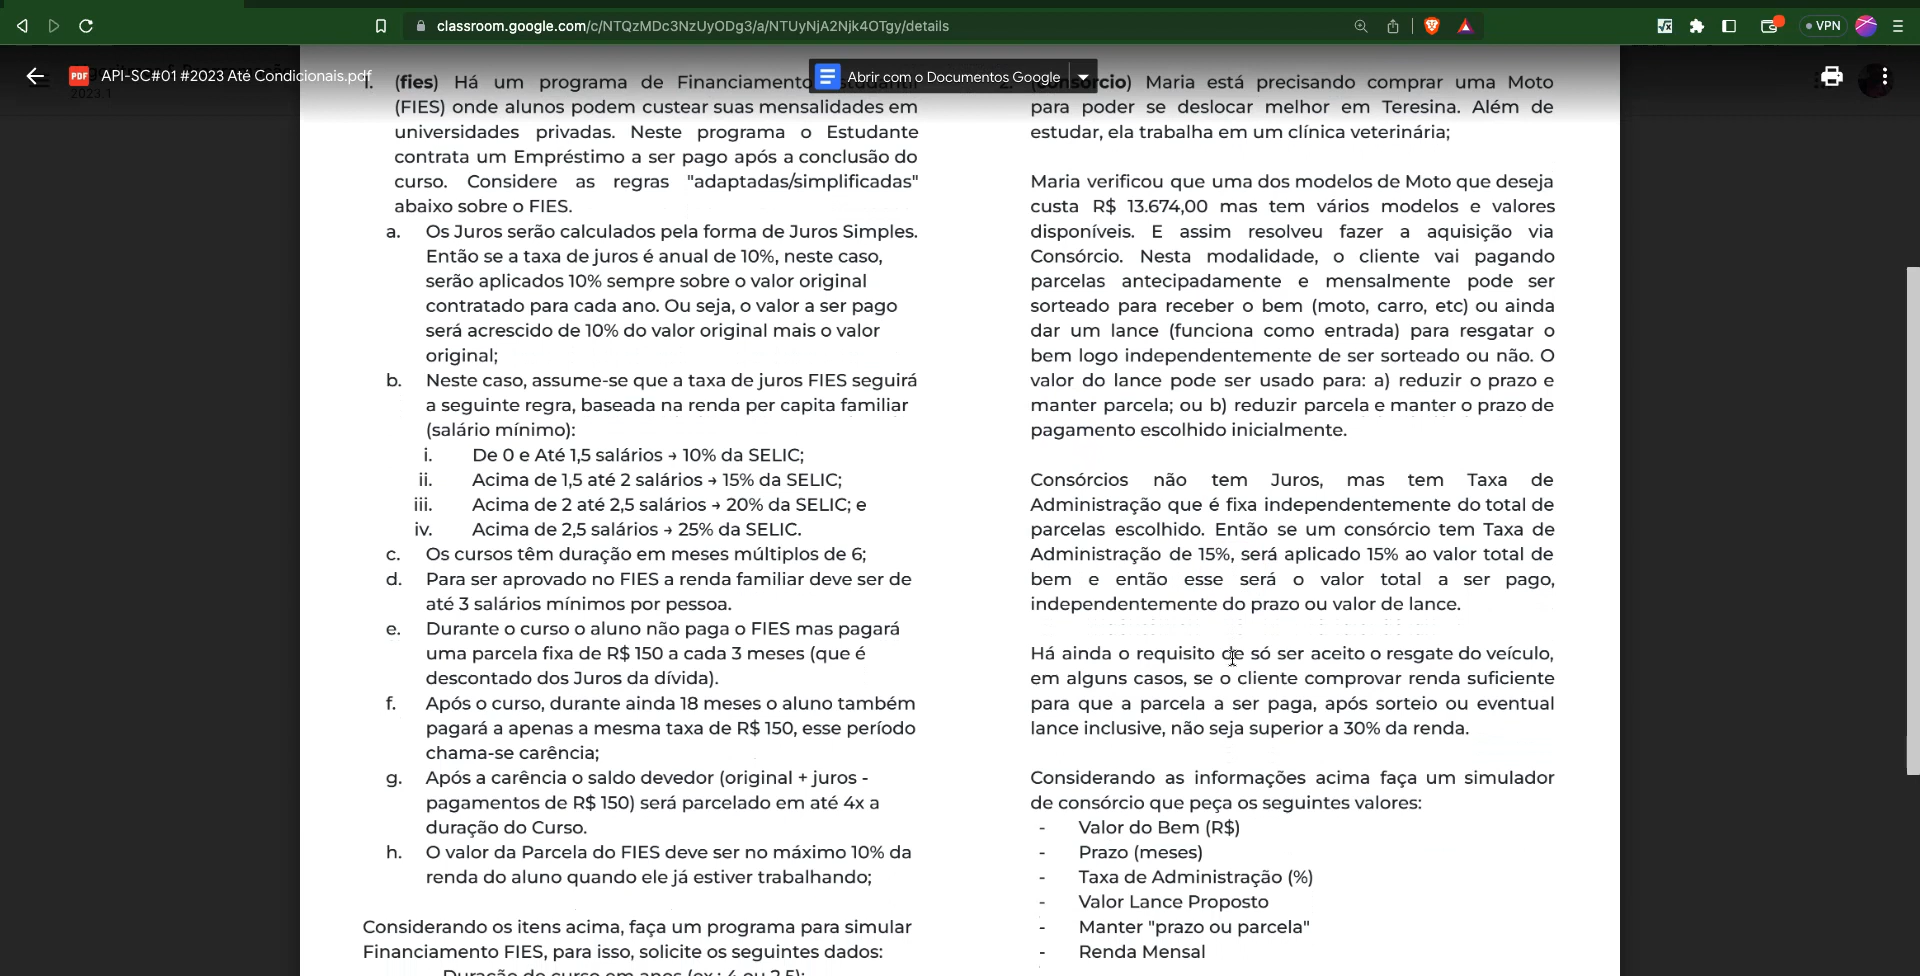 classroom.google.com/c/NTQzMDc3NzUyODg3/a/NTUyNjA2Njk4OTgy/details
VPN
PDF API-SC#01 #2023 Até Condicionais.pdf
Abrir com o Documentos Google
2023.1
1. (fies) Há um programa de Financiamento
(FIES) onde alunos podem custear suas mensalidades em
universidades privadas. Neste programa o Estudante
contrata um Empréstimo a ser pago após a conclusão do
curso. Considere as regras "adaptadas/simplificadas"
abaixo sobre o FIES.
a. Os Juros serão calculados pela forma de Juros Simples.
Então se a taxa de juros é anual de 10%, neste caso,
serão aplicados 10% sempre sobre o valor original
contratado para cada ano. Ou seja, o valor a ser pago
será acrescido de 10% do valor original mais o valor
original;
b. Neste caso, assume-se que a taxa de juros FIES seguirá
a seguinte regra, baseada na renda per capita familiar
(salário mínimo):
i. De 0 e Até 1,5 salários → 10% da SELIC;
ii. Acima de 1,5 até 2 salários → 15% da SELIC;
iii. Acima de 2 até 2,5 salários → 20% da SELIC; e
iv. Acima de 2,5 salários → 25% da SELIC.
c. Os cursos têm duração em meses múltiplos de 6;
d. Para ser aprovado no FIES a renda familiar deve ser de
até 3 salários mínimos por pessoa.
e. Durante o curso o aluno não paga o FIES mas pagará
uma parcela fixa de R$ 150 a cada 3 meses (que é
descontado dos Juros da dívida).
f. Após o curso, durante ainda 18 meses o aluno também
pagará a apenas a mesma taxa de R$ 150, esse período
chama-se carência;
g. Após a carência o saldo devedor (original + juros -
pagamentos de R$ 150) será parcelado em até 4x a
duração do Curso.
h. O valor da Parcela do FIES deve ser no máximo 10% da
renda do aluno quando ele já estiver trabalhando;
Considerando os itens acima, faça um programa para simular
Financiamento FIES, para isso, solicite os seguintes dados:
Duração do curso em anos (ex.: 4 ou 2.5);
2. (consórcio) Maria está precisando comprar uma Moto
para poder se deslocar melhor em Teresina. Além de
estudar, ela trabalha em um clínica veterinária;
Maria verificou que uma dos modelos de Moto que deseja
custa R$ 13.674,00 mas tem vários modelos e valores
disponíveis. E assim resolveu fazer a aquisição via
Consórcio. Nesta modalidade, o cliente vai pagando
parcelas antecipadamente e mensalmente pode ser
sorteado para receber o bem (moto, carro, etc) ou ainda
dar um lance (funciona como entrada) para resgatar o
bem logo independentemente de ser sorteado ou não. O
valor do lance pode ser usado para: a) reduzir o prazo e
manter parcela; ou b) reduzir parcela e manter o prazo de
pagamento escolhido inicialmente.
Consórcios não tem Juros, mas tem Taxa de
Administração que é fixa independentemente do total de
parcelas escolhido. Então se um consórcio tem Taxa de
Administração de 15%, será aplicado 15% ao valor total de
bem e então esse será o valor total a ser pago,
independentemente do prazo ou valor de lance.
Há ainda o requisito de só ser aceito o resgate do veículo,
em alguns casos, se o cliente comprovar renda suficiente
para que a parcela a ser paga, após sorteio ou eventual
lance inclusive, não seja superior a 30% da renda.
Considerando as informações acima faça um simulador
de consórcio que peça os seguintes valores:
- Valor do Bem (R$)
- Prazo (meses)
- Taxa de Administração (%)
- Valor Lance Proposto
- Manter "prazo ou parcela"
- Renda Mensal